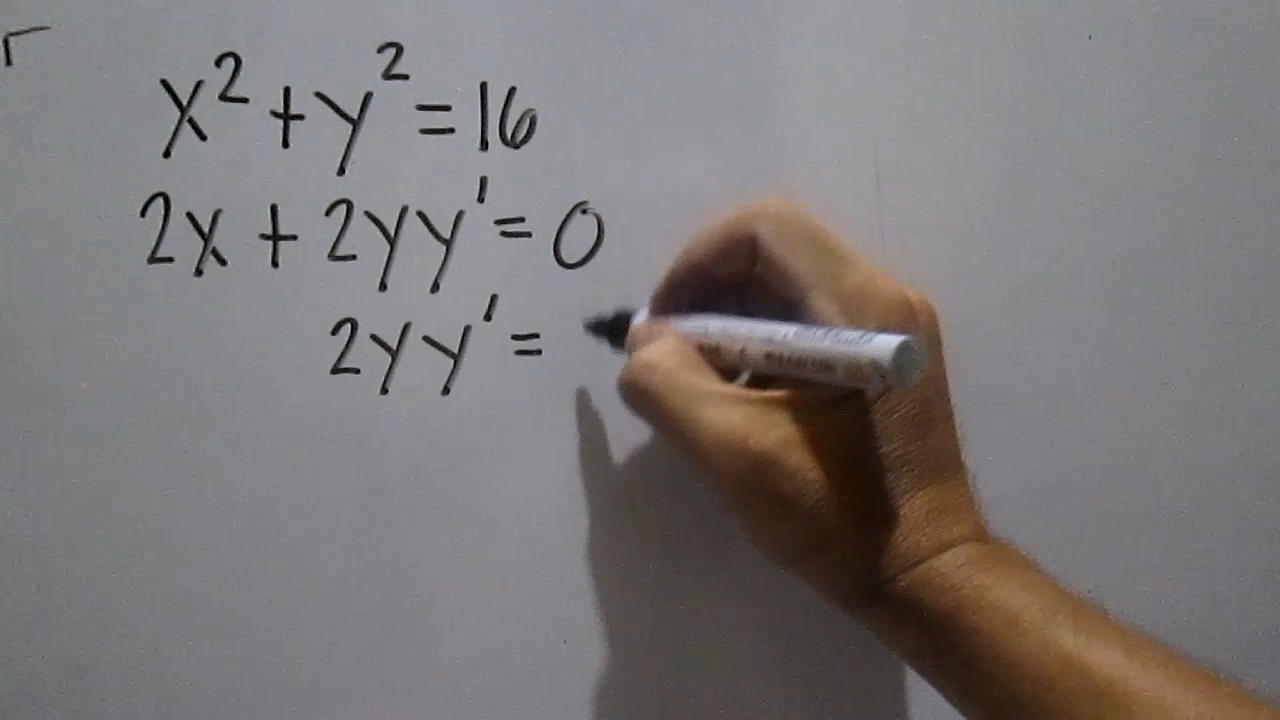 x² + y² = 16
2x + 2yy' = 0
2yy' =